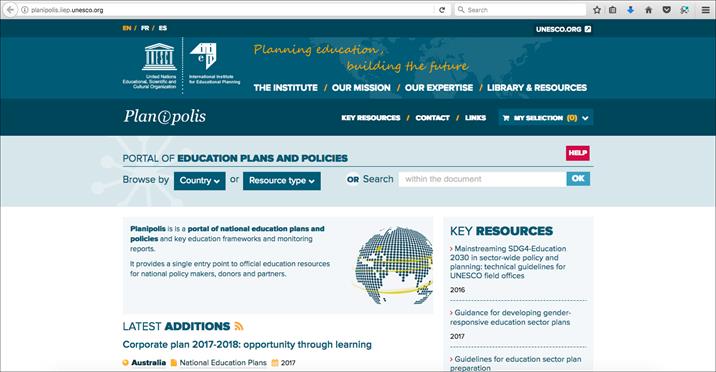 planipolis.iiep.unesco.org
Search
EN / FR / ES
UNESCO.ORG
United Nations
Educational, Scientific and
Cultural Organization
iiep
International Institute
for Educational Planning
Planning education,
building the future
THE INSTITUTE / OUR MISSION / OUR EXPERTISE / LIBRARY & RESOURCES
Planipolis
KEY RESOURCES / CONTACT / LINKS
MY SELECTION (0)
PORTAL OF EDUCATION PLANS AND POLICIES
HELP
Browse by Country or Resource type OR Search within the document OK
Planipolis is is a portal of national education plans and
policies and key education frameworks and monitoring
reports.
It provides a single entry point to official education resources
for national policy makers, donors and partners.
LATEST ADDITIONS
Corporate plan 2017-2018: opportunity through learning
Australia National Education Plans 2017
KEY RESOURCES
> Mainstreaming SDG4-Education
2030 in sector-wide policy and
planning: technical guidelines for
UNESCO field offices
2016
> Guidance for developing gender-
responsive education sector plans
2017
> Guidelines for education sector plan
preparation